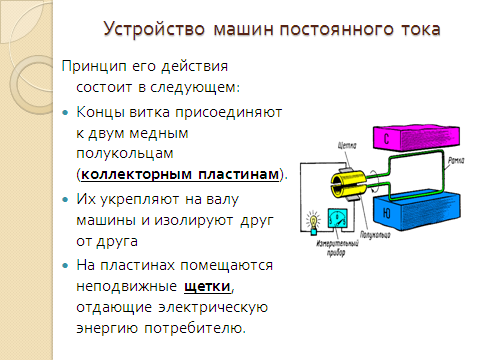 Устройство машин постоянного тока
Принцип его действия
состоит в следующем:
Концы витка присоединяют
к двум медным
полукольцам
(коллекторным пластинам).
Их укрепляют на валу
машины и изолируют друг
от друга
На пластинах помещаются
неподвижные щетки,
отдающие электрическую
энергию потребителю.
Щетка
С
Рамка
Ю
Полукольца
Измерительный
прибор